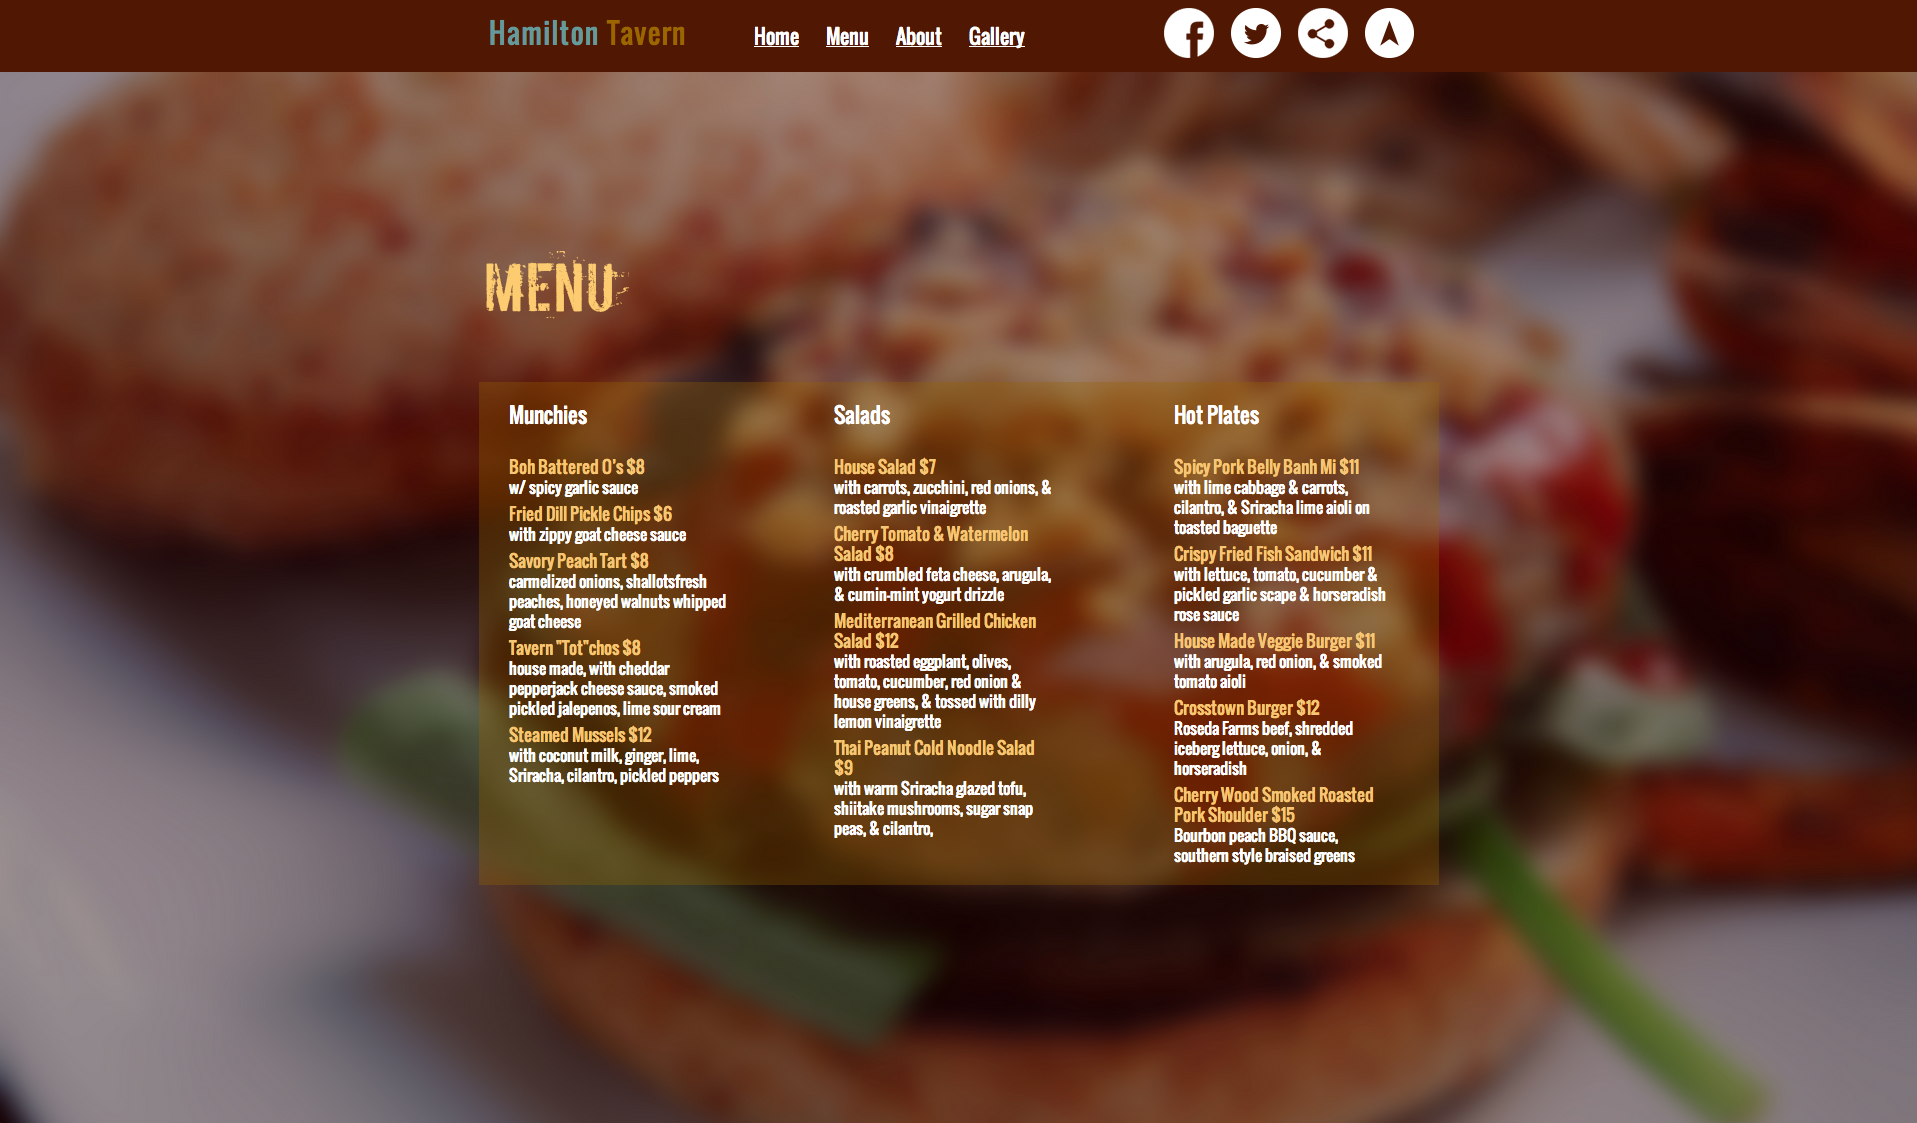 Hamilton Tavern
Home Menu About Gallery
MENU
Munchies
Boh Battered O's $8
w/ spicy garlic sauce
Fried Dill Pickle Chips $6
with zippy goat cheese sauce
Savory Peach Tart $8
carmelized onions, shallotsfresh
peaches, honeyed walnuts whipped
goat cheese
Tavern "Tot"chos $8
house made, with cheddar
pepperjack cheese sauce, smoked
pickled jalepenos, lime sour cream
Steamed Mussels $12
with coconut milk, ginger, lime,
Sriracha, cilantro, pickled peppers
Salads
House Salad $7
with carrots, zucchini, red onions, &
roasted garlic vinaigrette
Cherry Tomato & Watermelon
Salad $8
with crumbled feta cheese, arugula,
& cumin-mint yogurt drizzle
Mediterranean Grilled Chicken
Salad $12
with roasted eggplant, olives,
tomato, cucumber, red onion &
house greens, & tossed with dilly
lemon vinaigrette
Thai Peanut Cold Noodle Salad
$9
with warm Sriracha glazed tofu,
shiitake mushrooms, sugar snap
peas, & cilantro,
Hot Plates
Spicy Pork Belly Banh Mi $11
with lime cabbage & carrots,
cilantro, & Sriracha lime aioli on
toasted baguette
Crispy Fried Fish Sandwich $11
with lettuce, tomato, cucumber &
pickled garlic scape & horseradish
rose sauce
House Made Veggie Burger $11
with arugula, red onion, & smoked
tomato aioli
Crosstown Burger $12
Roseda Farms beef, shredded
iceberg lettuce, onion, &
horseradish
Cherry Wood Smoked Roasted
Pork Shoulder $15
Bourbon peach BBQ sauce,
southern style braised greens